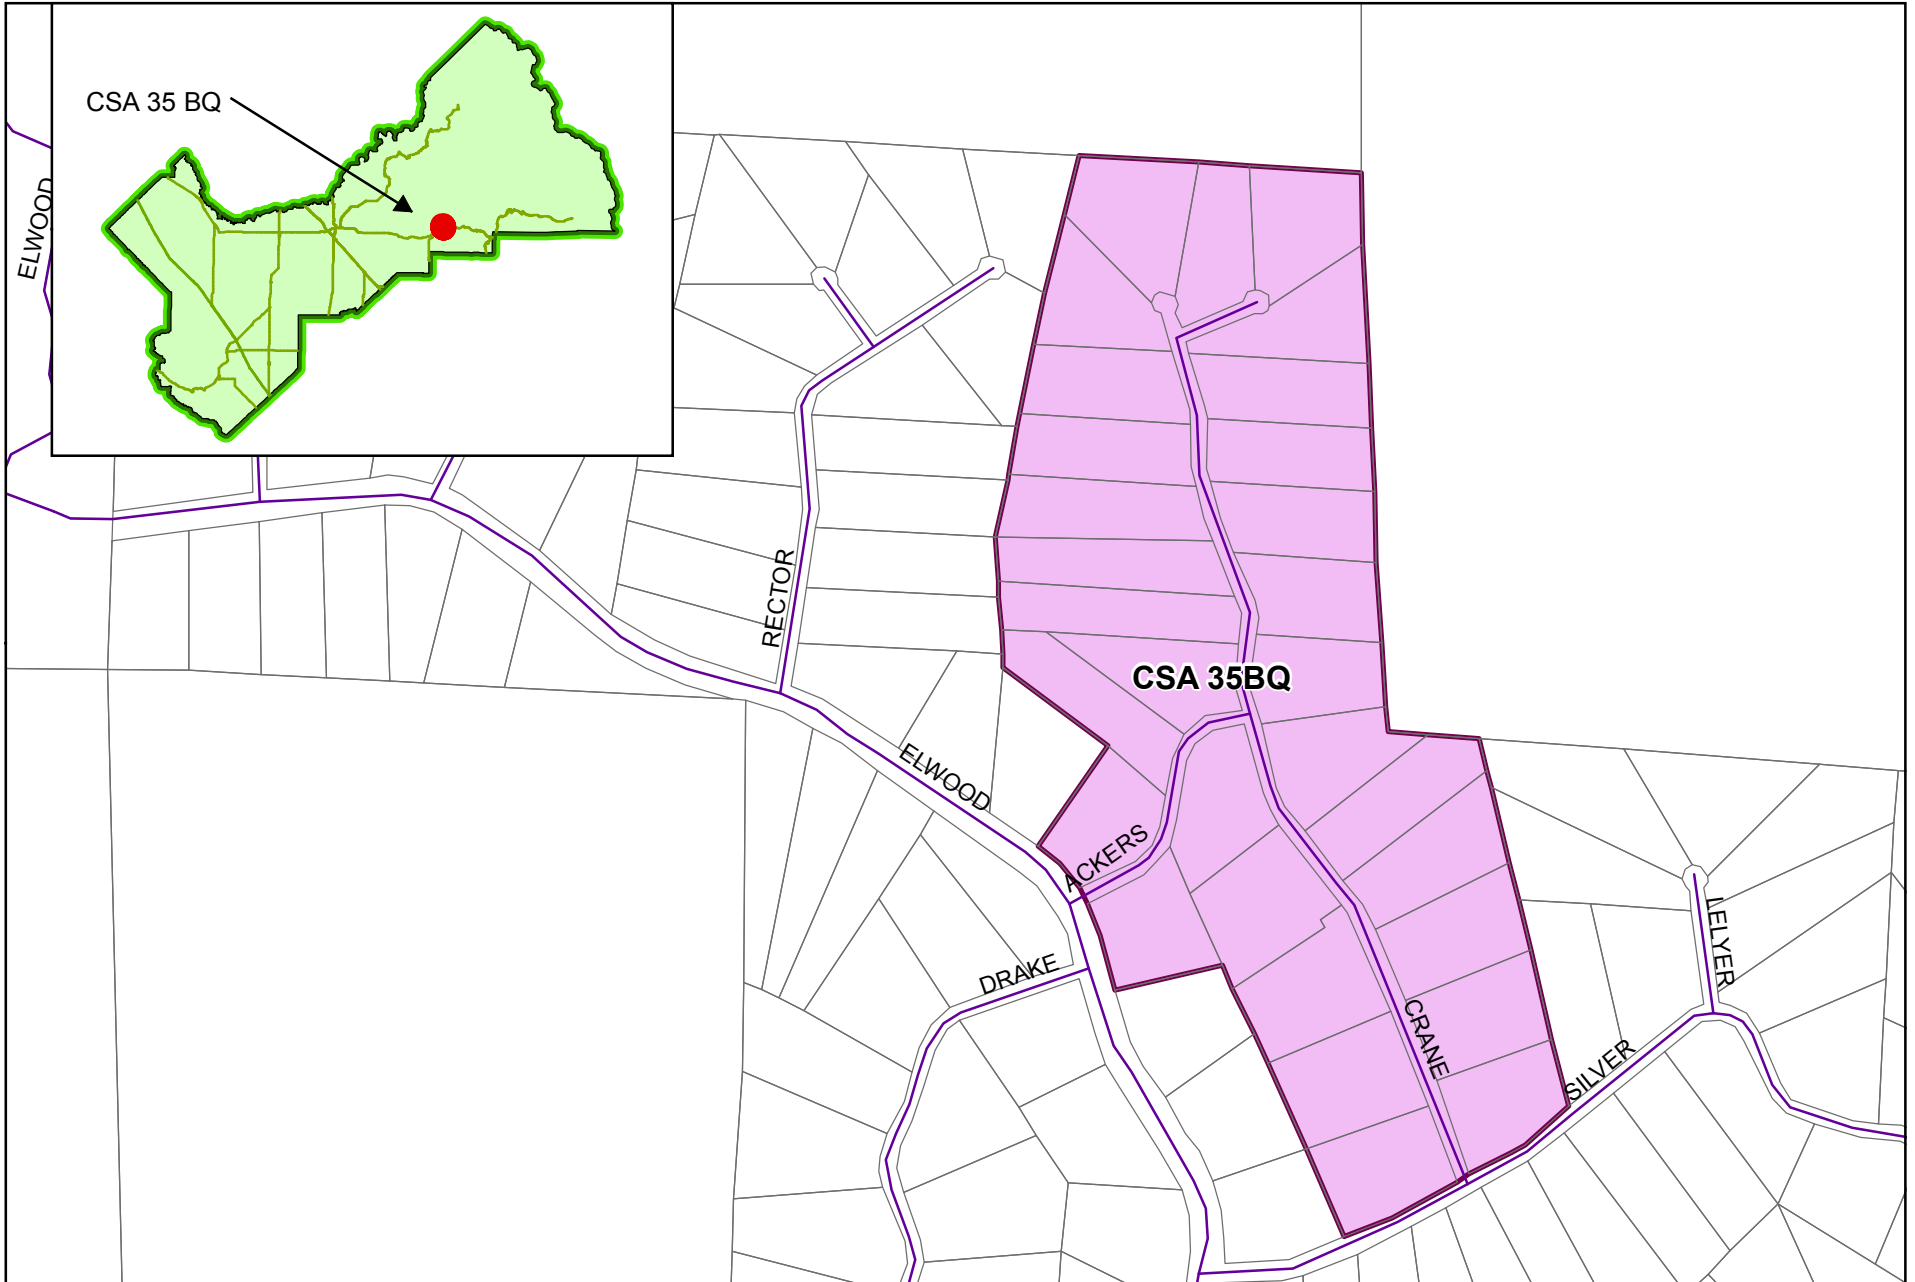 CSA 35 BQ
ELWOOD
RECTOR
CSA 35BQ
ELWOOD
ACKERS
DRAKE
LELYER
CRANE
SILVER